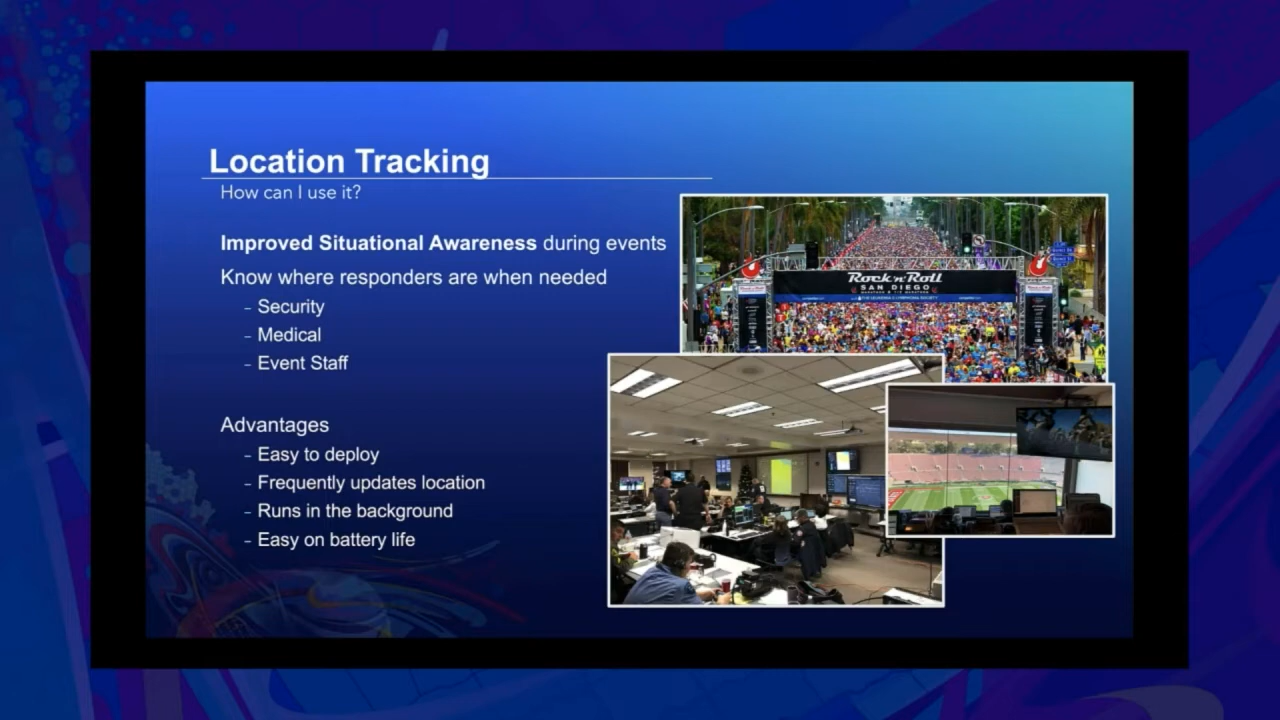 Location Tracking
How can I use it?
Improved Situational Awareness during events
Know where responders are when needed
- Security
- Medical
- Event Staff
Advantages
- Easy to deploy
- Frequently updates location
- Runs in the background
- Easy on battery life
Rock'n'Roll
SAN DIEGO